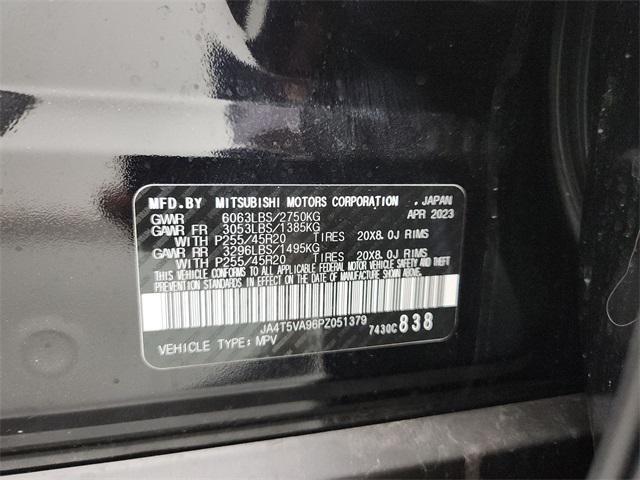 MFD.BY MITSUBISHI MOTORS CORPORATION , JAPAN
GVWR 6063LBS/2750KG APR 2023
GAWR FR 3053LBS/1385KG
WITH P255/45R20 TIRES 20X8.0J RIMS
GAWR RR 3296LBS/1495KG
WITH P255/45R20 TIRES 20X8.0J RIMS
THIS VEHICLE CONFORMS TO ALL APPLICABLE FEDERAL MOTOR VEHICLE SAFETY AND THEFT
PREVENTION STANDARDS IN EFFECT ON THE DATE OF MANUFACTURE SHOWN ABOVE.
JA4T5VA96PZ051379 7430C 838
VEHICLE TYPE: MPV